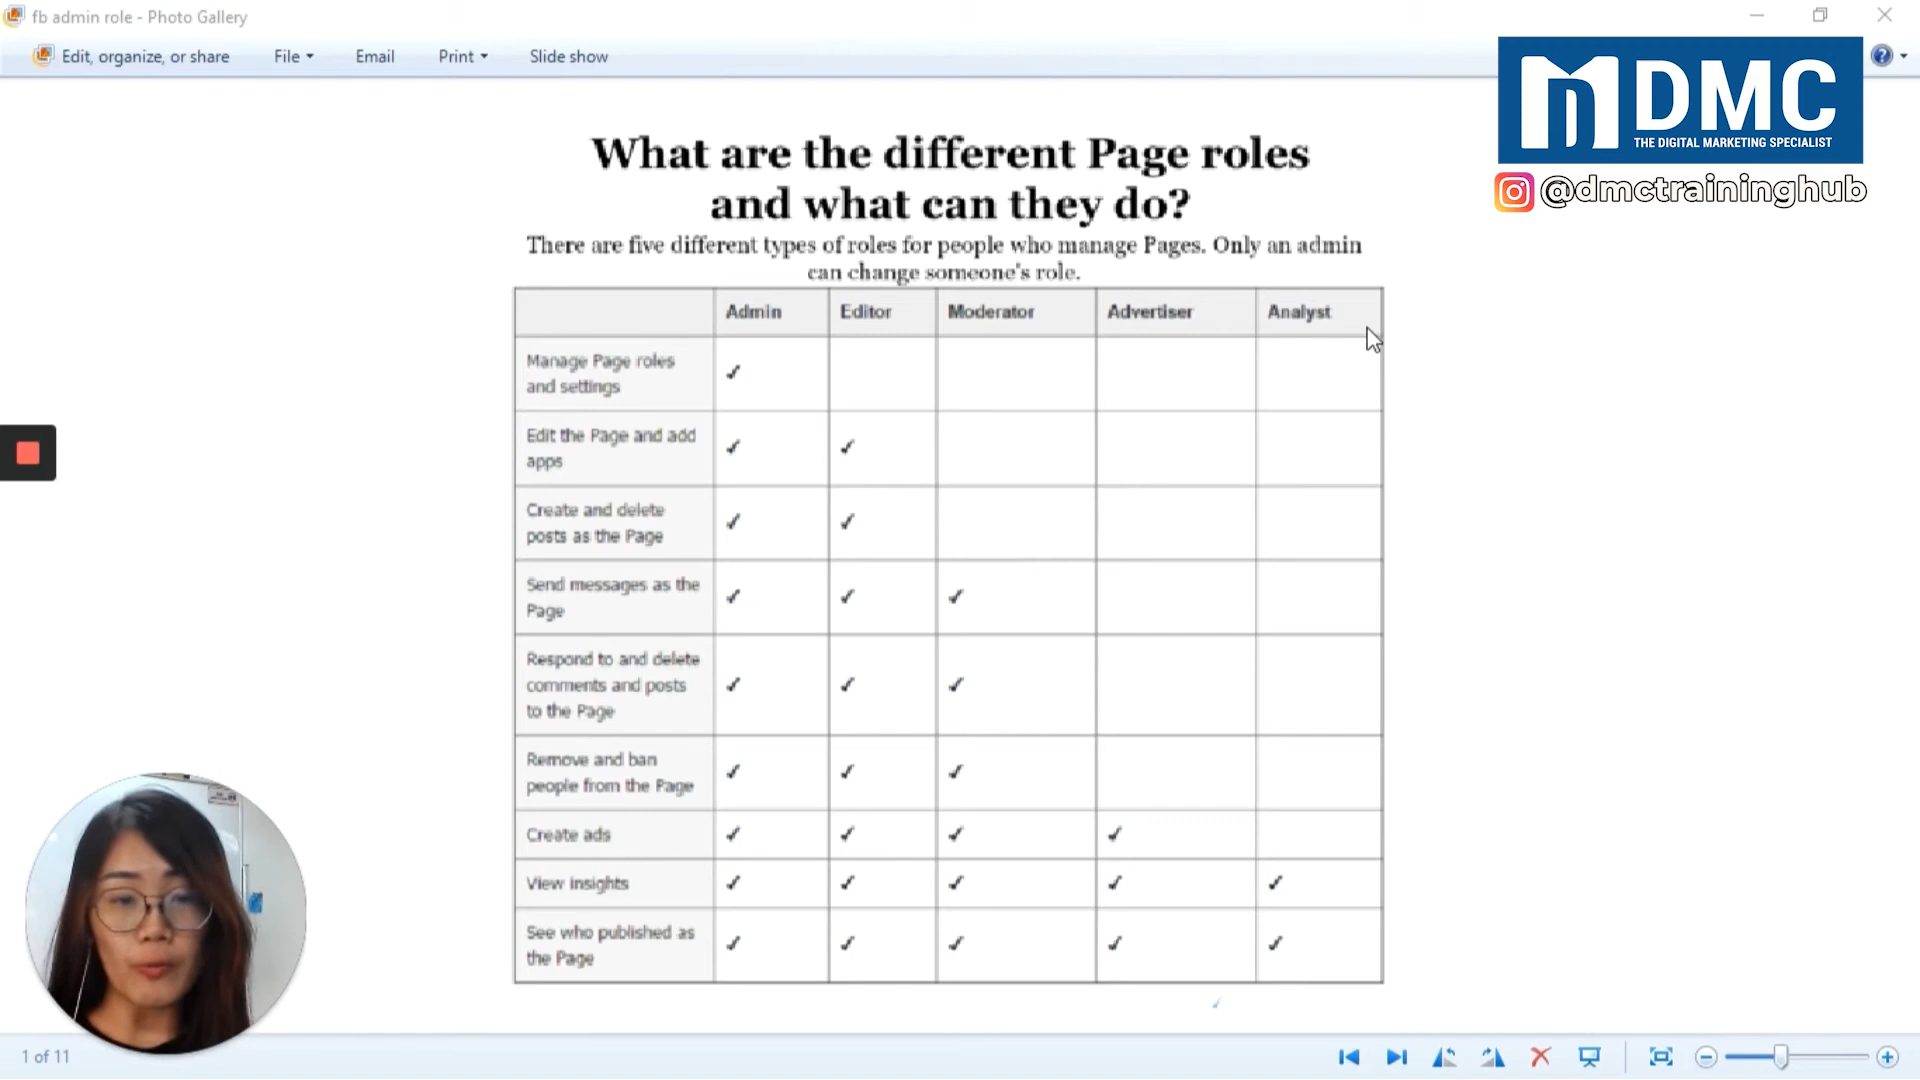 fb admin role - Photo Gallery
Edit, organize, or share File Email Print Slide show
DMC
THE DIGITAL MARKETING SPECIALIST
@dmctraininghub
What are the different Page roles
and what can they do?
There are five different types of roles for people who manage Pages. Only an admin
can change someone's role.
Admin Editor Moderator Advertiser Analyst
Manage Page roles
and settings ✓
Edit the Page and add
apps ✓ ✓
Create and delete
posts as the Page ✓ ✓
Send messages as the
Page ✓ ✓ ✓
Respond to and delete
comments and posts
to the Page ✓ ✓ ✓
Remove and ban
people from the Page ✓ ✓ ✓
Create ads ✓ ✓ ✓ ✓
View insights ✓ ✓ ✓ ✓ ✓
See who published as
the Page ✓ ✓ ✓ ✓ ✓
1 of 11